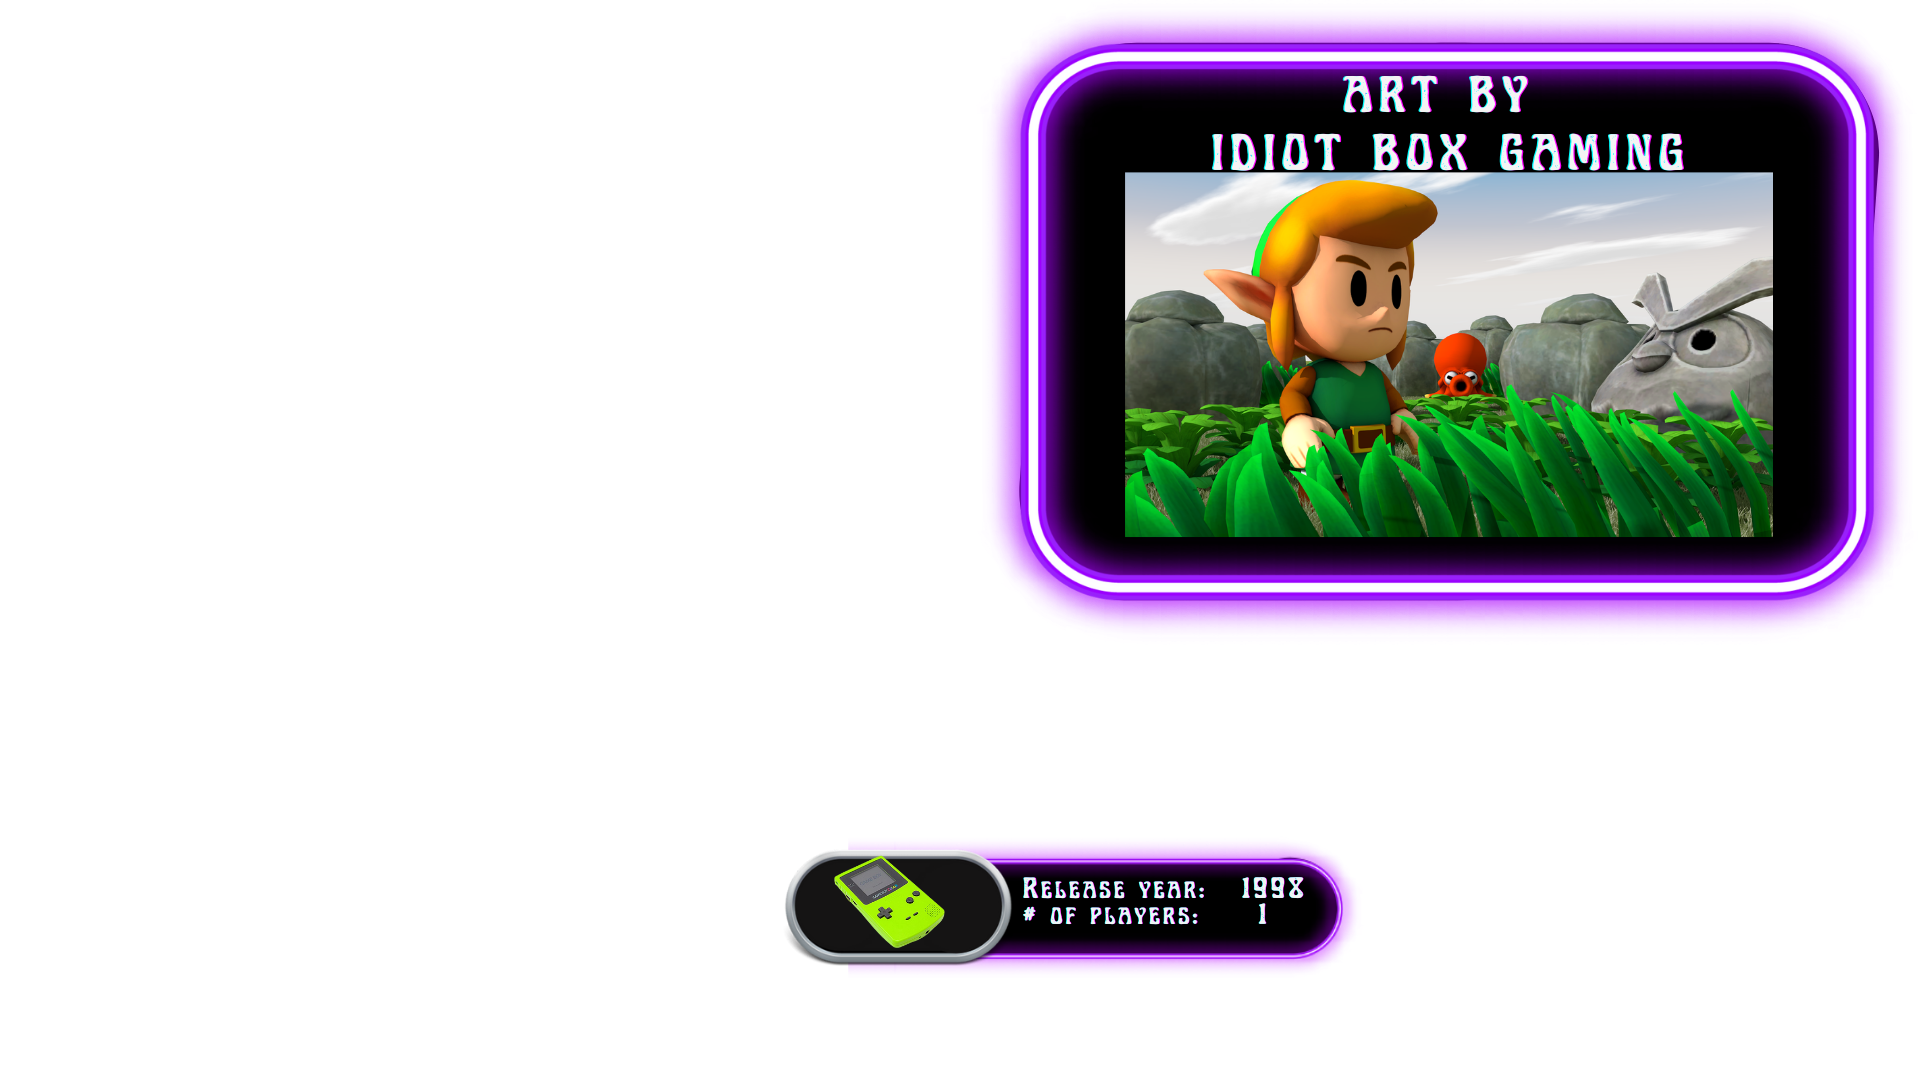 ART BY
IDIOT BOX GAMING
RELEASE YEAR: 1998
# OF PLAYERS: 1